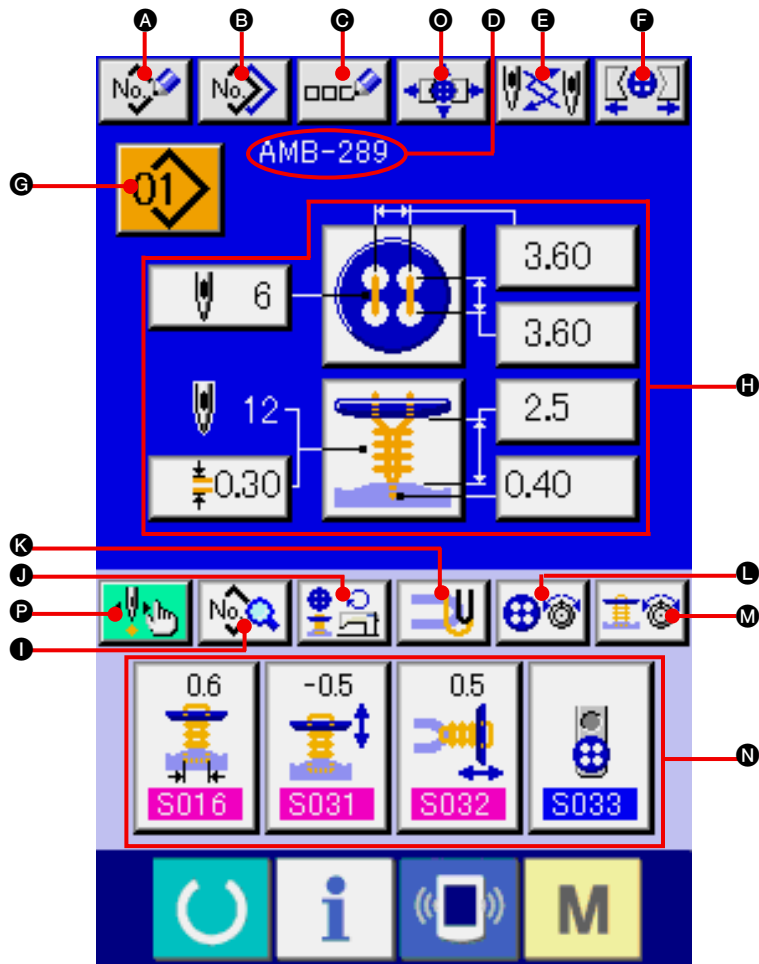 A B C O D E F
No. No.
AMB-289
G 01
3.60
6
3.60
H
12 2.5
0.30 0.40
K
J L
P No. M
I
0.6 -0.5 0.5
N
S016 S031 S032 S033
i M